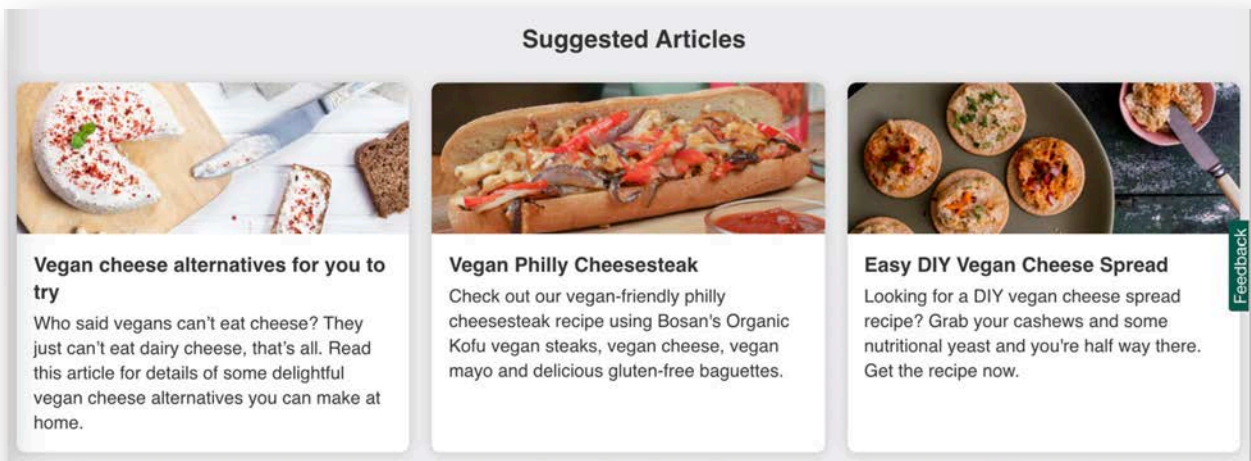 Suggested Articles
Vegan cheese alternatives for you to
try
Who said vegans can't eat cheese? They
just can't eat dairy cheese, that's all. Read
this article for details of some delightful
vegan cheese alternatives you can make at
home.
Vegan Philly Cheesesteak
Check out our vegan-friendly philly
cheesesteak recipe using Bosan's Organic
Kofu vegan steaks, vegan cheese, vegan
mayo and delicious gluten-free baguettes.
Easy DIY Vegan Cheese Spread
Looking for a DIY vegan cheese spread
recipe? Grab your cashews and some
nutritional yeast and you're half way there.
Get the recipe now.
Feedback